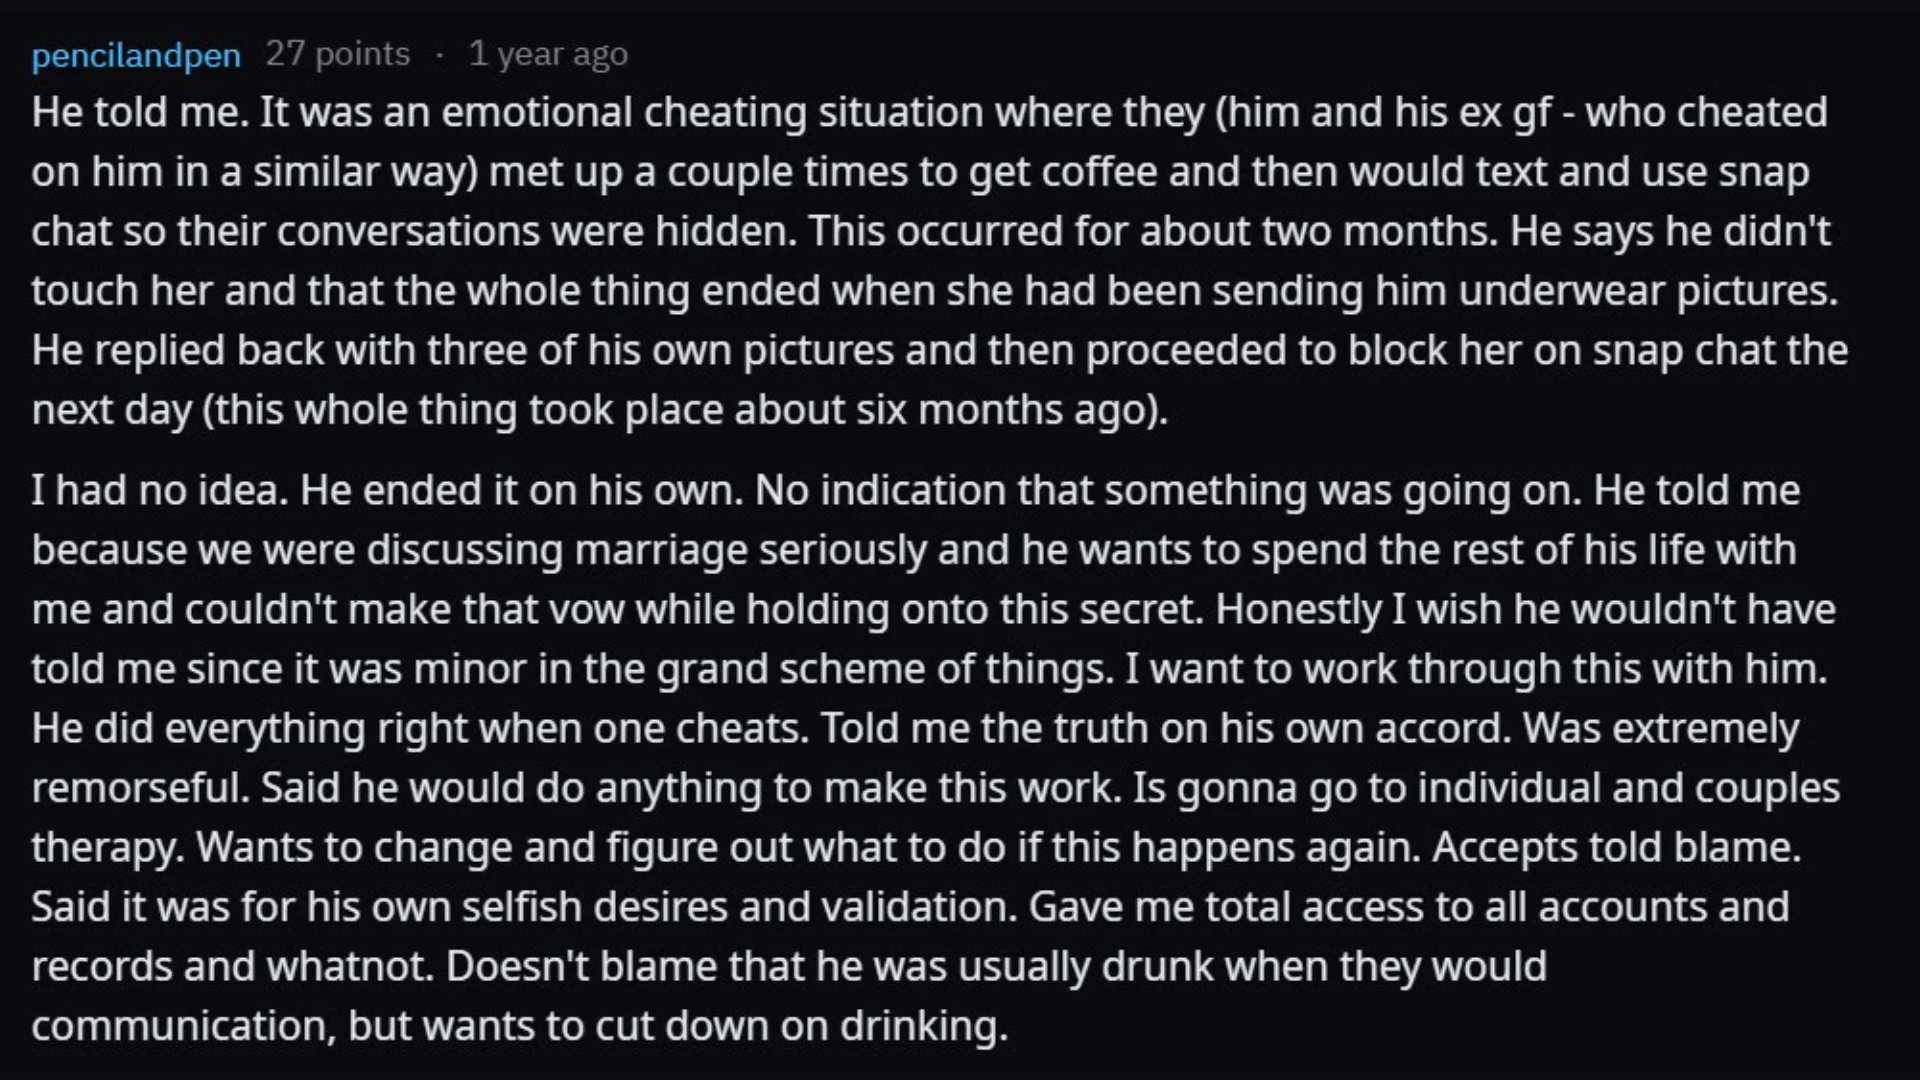 pencilandpen 27 points · 1 year ago
He told me. It was an emotional cheating situation where they (him and his ex gf - who cheated
on him in a similar way) met up a couple times to get coffee and then would text and use snap
chat so their conversations were hidden. This occurred for about two months. He says he didn't
touch her and that the whole thing ended when she had been sending him underwear pictures.
He replied back with three of his own pictures and then proceeded to block her on snap chat the
next day (this whole thing took place about six months ago).
I had no idea. He ended it on his own. No indication that something was going on. He told me
because we were discussing marriage seriously and he wants to spend the rest of his life with
me and couldn't make that vow while holding onto this secret. Honestly I wish he wouldn't have
told me since it was minor in the grand scheme of things. I want to work through this with him.
He did everything right when one cheats. Told me the truth on his own accord. Was extremely
remorseful. Said he would do anything to make this work. Is gonna go to individual and couples
therapy. Wants to change and figure out what to do if this happens again. Accepts told blame.
Said it was for his own selfish desires and validation. Gave me total access to all accounts and
records and whatnot. Doesn't blame that he was usually drunk when they would
communication, but wants to cut down on drinking.